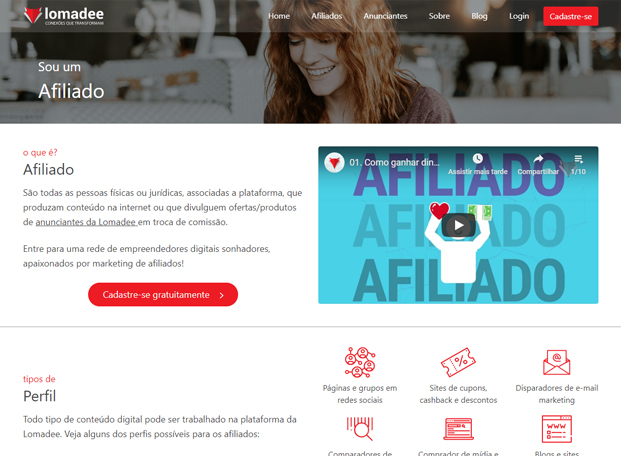 lomadee
CONEXÕES QUE TRANSFORMAM
Home Afiliados Anunciantes Sobre Blog Login Cadastre-se
Sou um
Afiliado
o que é?
Afiliado
São todas as pessoas físicas ou jurídicas, associadas a plataforma, que
produzam conteúdo na internet ou que divulguem ofertas/produtos
de anunciantes da Lomadee em troca de comissão.
Entre para uma rede de empreendedores digitais sonhadores,
apaixonados por marketing de afiliados!
Cadastre-se gratuitamente
01. Como ganhar din...
Assistir mais tarde
Compartilhar
1/10
AFILIADO
AFILIADO
AFILIADO
tipos de
Perfil
Todo tipo de conteúdo digital pode ser trabalhado na plataforma da
Lomadee. Veja alguns dos perfis possíveis para os afiliados:
Páginas e grupos em
redes sociais
Sites de cupons,
cashback e descontos
Disparadores de e-mail
marketing
WWW
Comparadores de
Comprador de mídia e
Blogs e sites